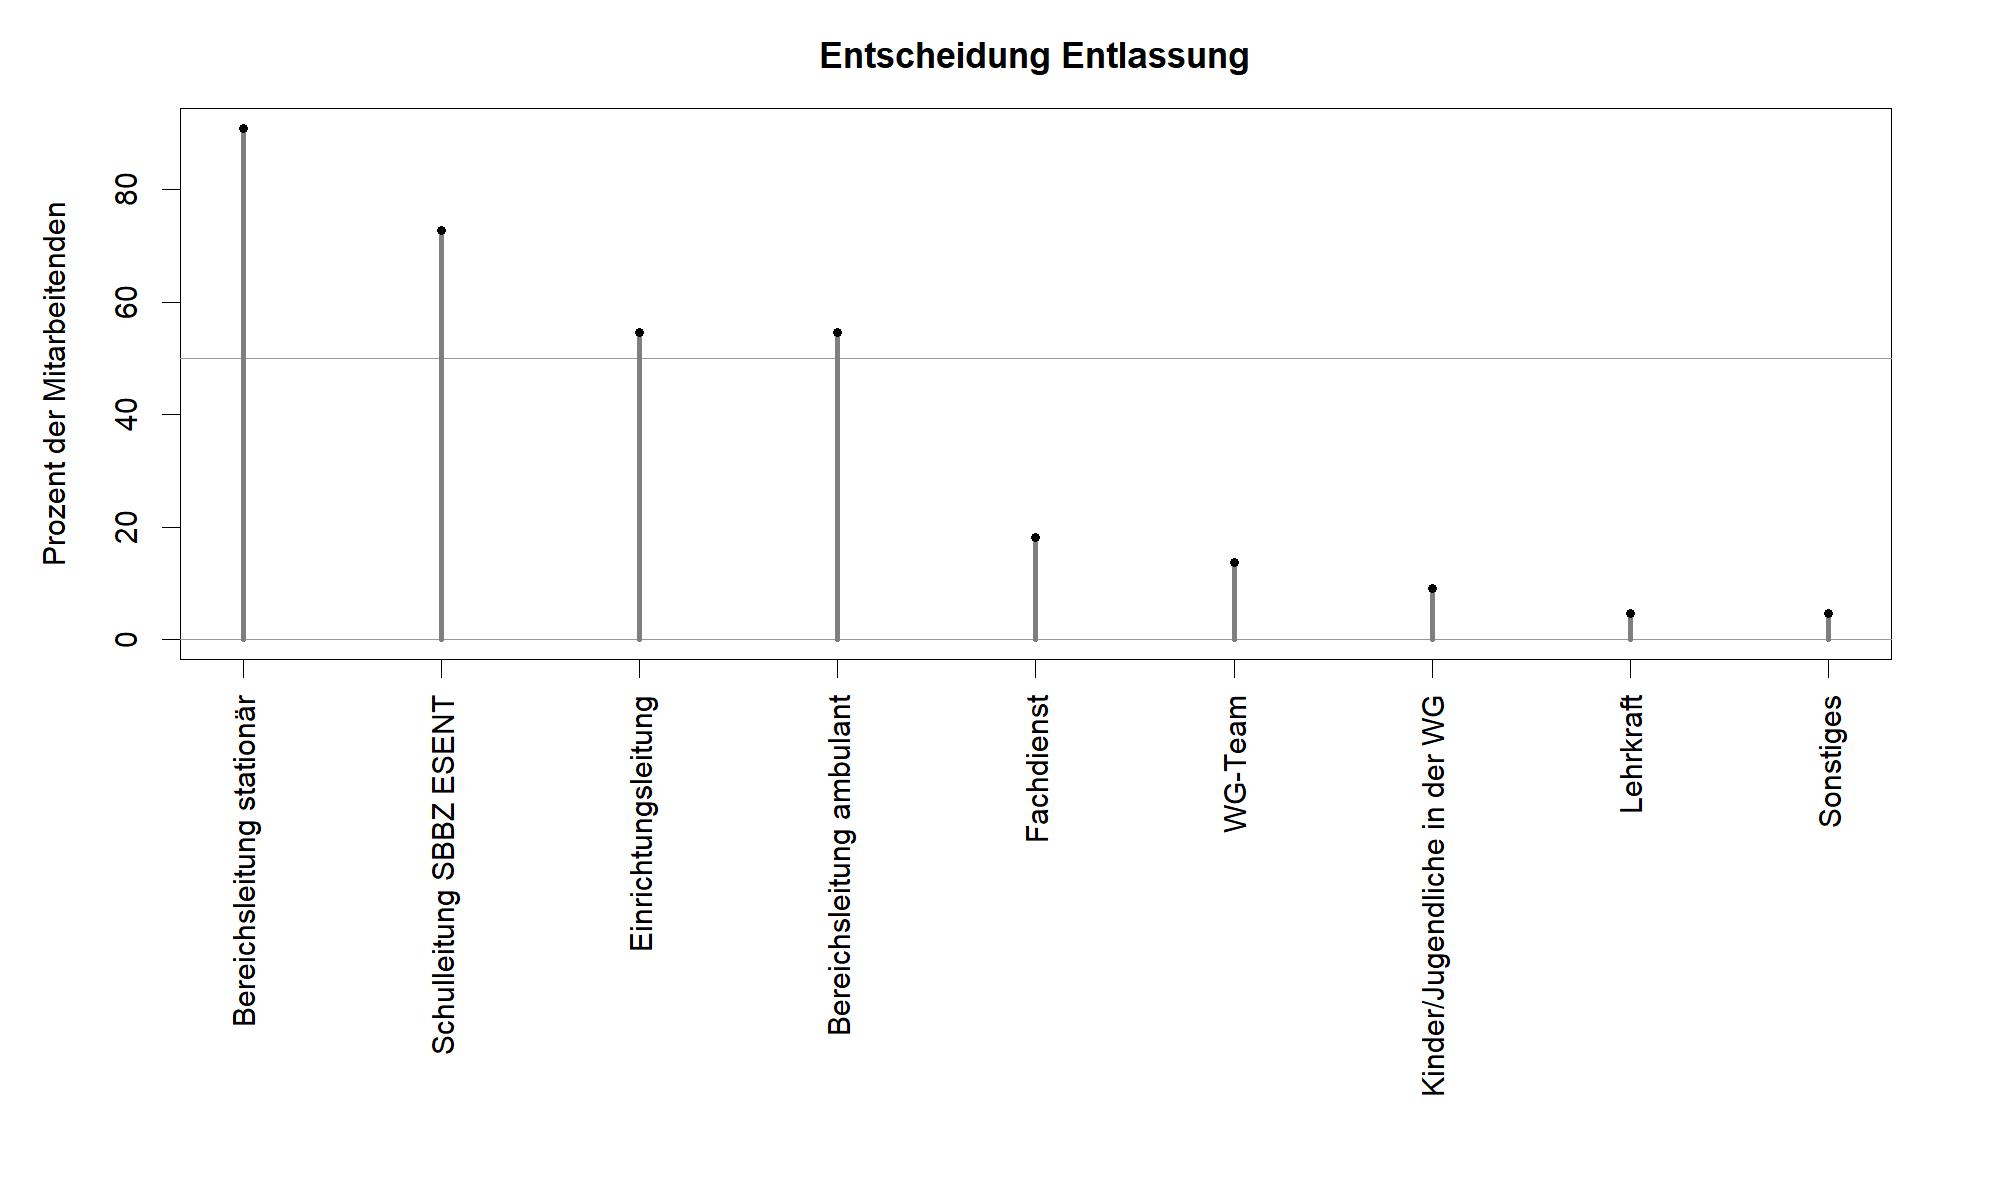 Entscheidung Entlassung
Prozent der Mitarbeitenden
80
60
40
20
0
Bereichsleitung stationär
Schulleitung SBBZ ESENT
Einrichtungsleitung
Bereichsleitung ambulant
Fachdienst
WG-Team
Kinder/Jugendliche in der WG
Lehrkraft
Sonstiges